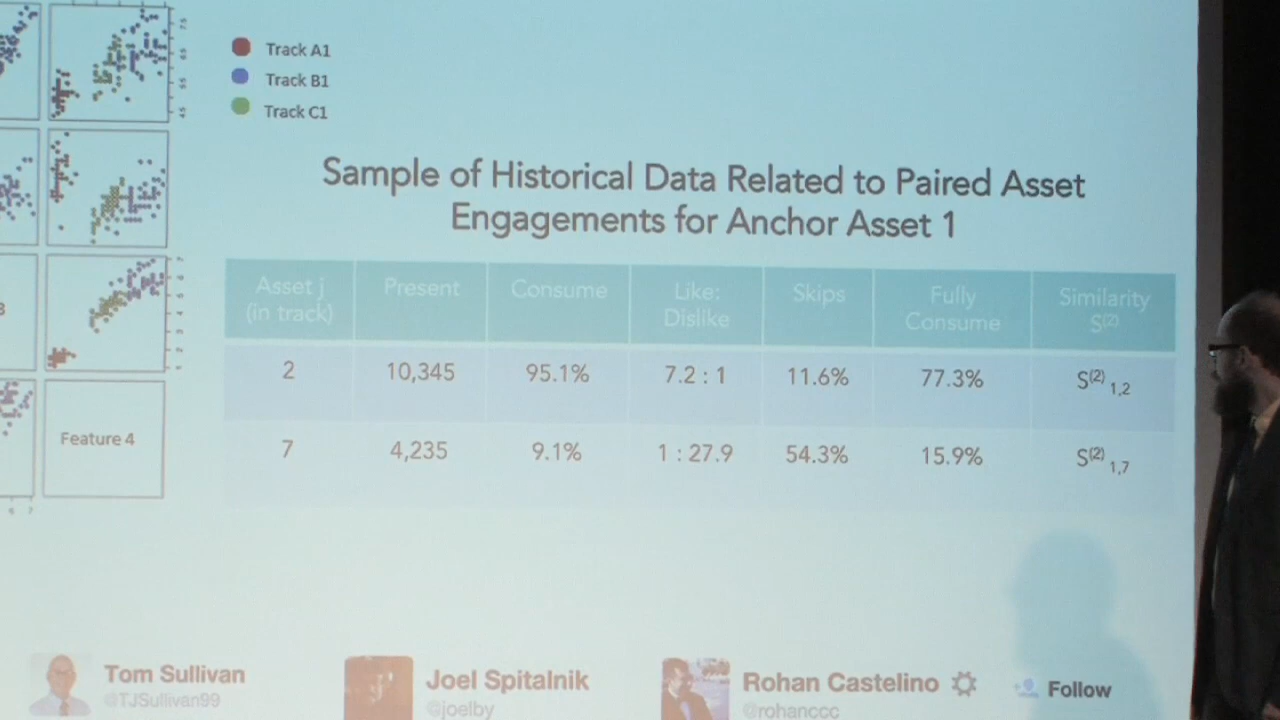 Track A1
Track B1
Track C1
Sample of Historical Data Related to Paired Asset
Engagements for Anchor Asset 1
Asset j
(in track)
Present
Consume
Like:
Dislike
Skips
Fully
Consume
Similarity
S(2)
2
10,345
95.1%
7.2 : 1
11.6%
77.3%
S(2) 1,2
7
4,235
9.1%
1 : 27.9
54.3%
15.9%
S(2) 1,7
Feature 4
Tom Sullivan
@TJSullivan99
Joel Spitalnik
@joelby
Rohan Castelino
@rohanccc
Follow